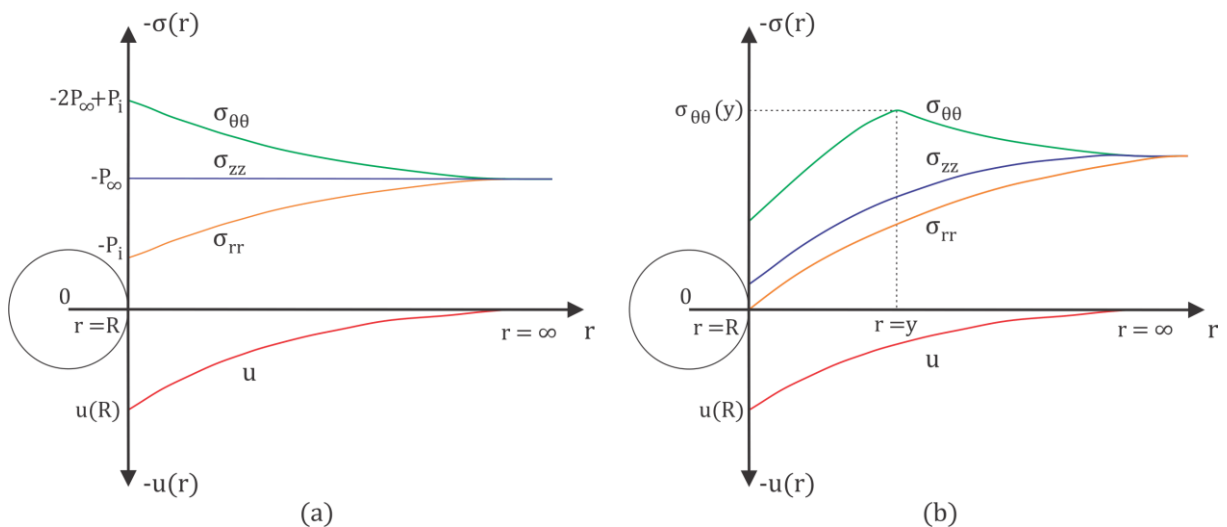 -σ(r)
-2P∞+Pi
σθθ
σzz
-P∞
-Pi
σrr
0
r = R
r = ∞
r
u
u(R)
-u(r)
(a)
-σ(r)
σθθ(y)
σθθ
σzz
σrr
0
r = R
r = y
r = ∞
r
u
u(R)
-u(r)
(b)